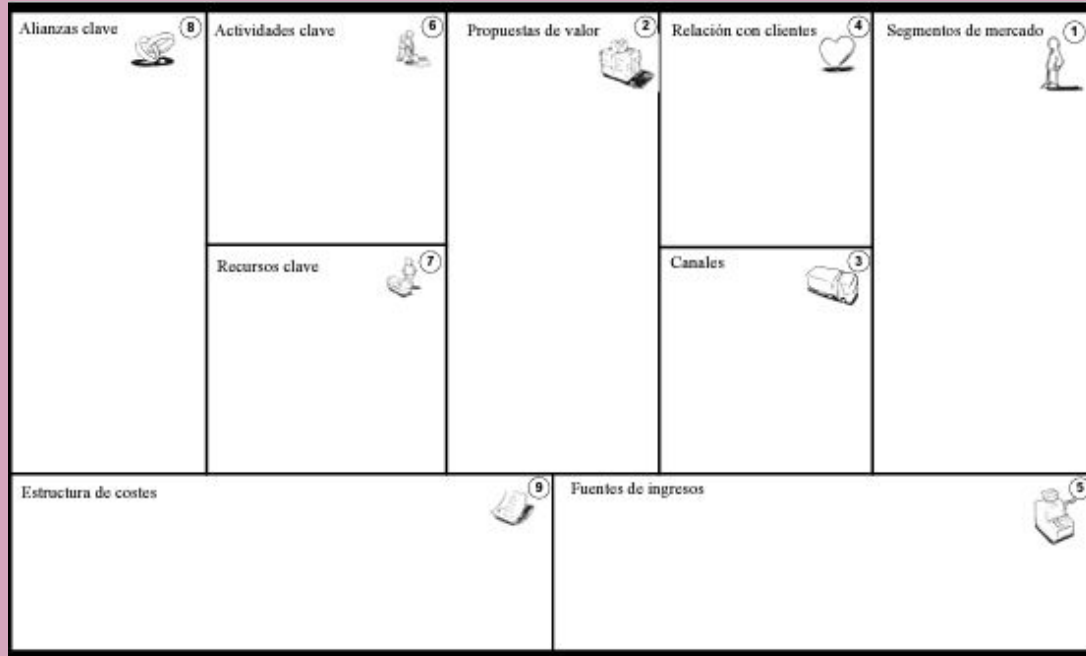 Alianzas clave
8
Actividades clave
6
Propuestas de valor
2
Relación con clientes
4
Segmentos de mercado
1
Recursos clave
7
Canales
3
Estructura de costes
9
Fuentes de ingresos
5